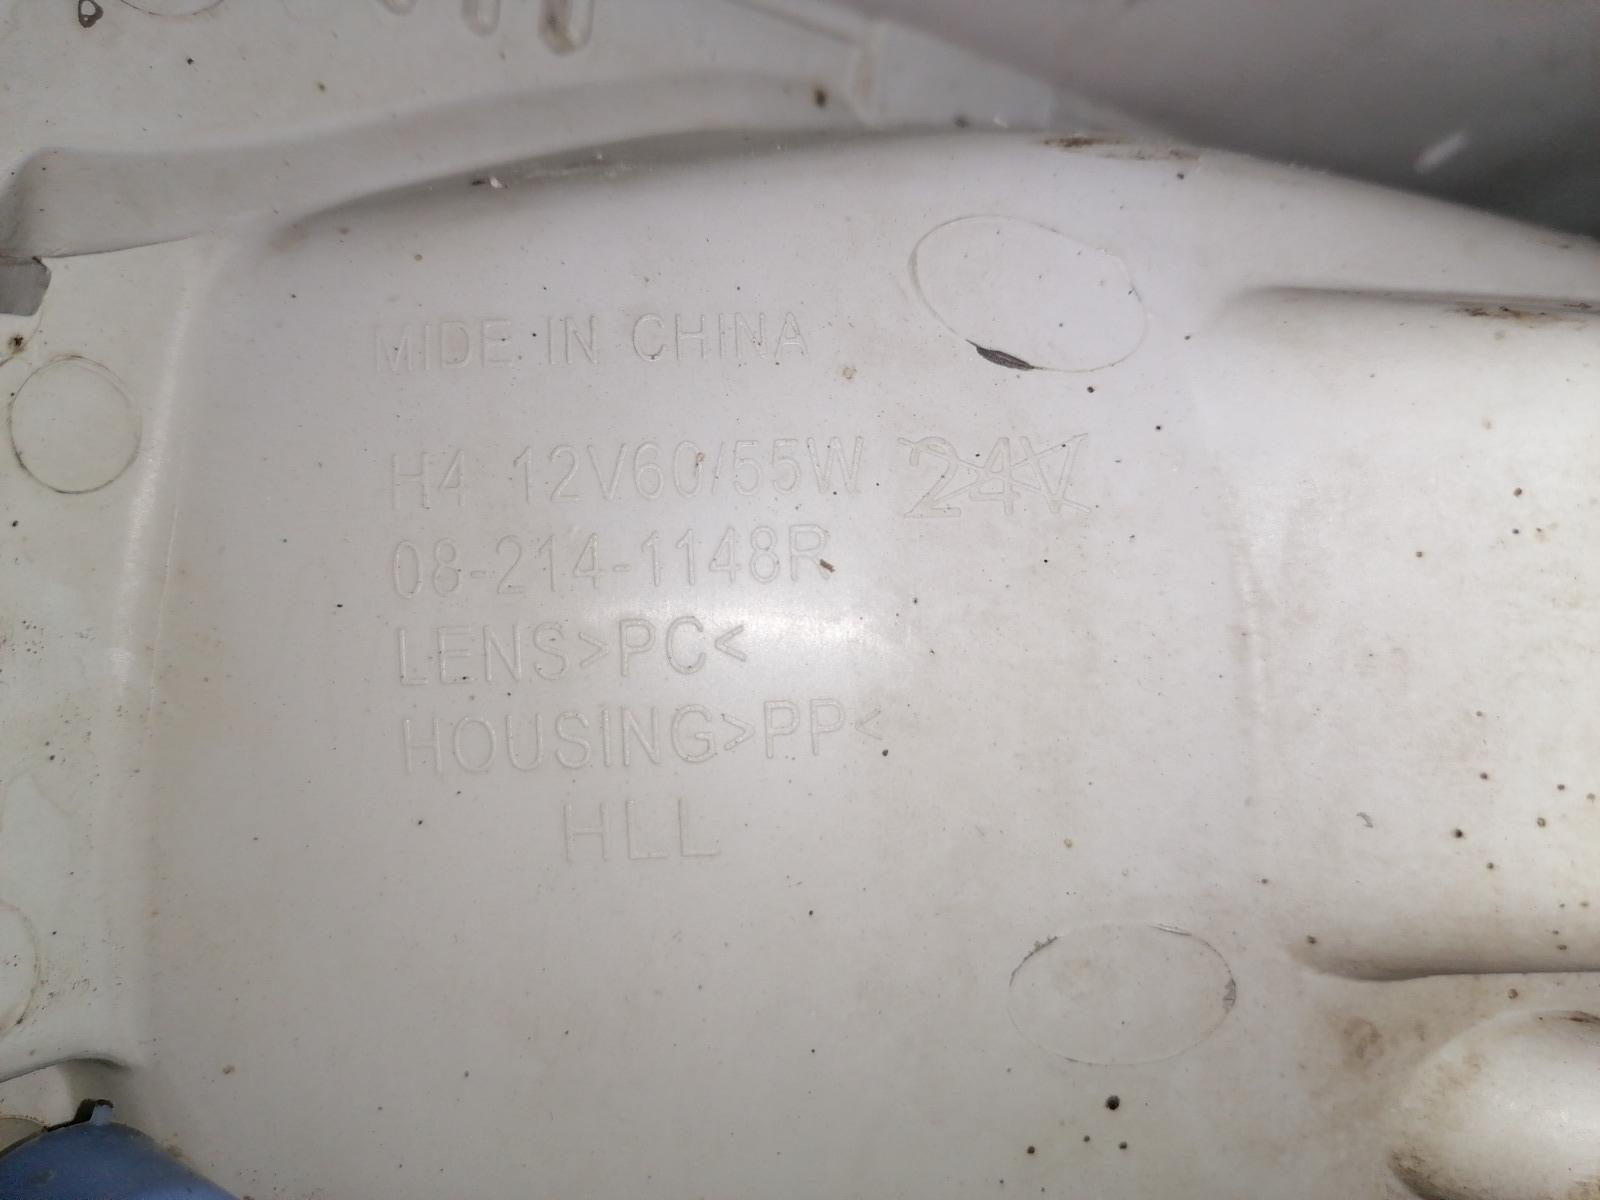 MIDE IN CHINA
H4 12V60/55W 24V
08-214-1148R
LENS>PC<
HOUSING>PP<
HLL